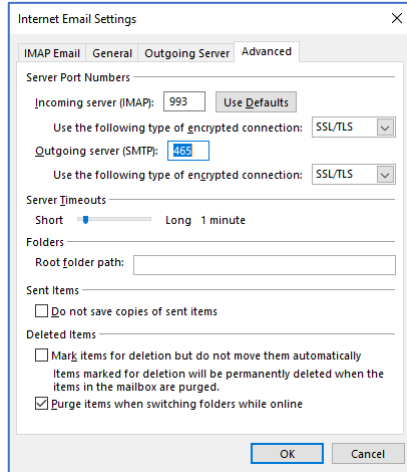 Internet Email Settings
IMAP Email General Outgoing Server Advanced
Server Port Numbers
Incoming server (IMAP): 993 Use Defaults
Use the following type of encrypted connection: SSL/TLS
Outgoing server (SMTP): 465
Use the following type of encrypted connection: SSL/TLS
Server Timeouts
Short Long 1 minute
Folders
Root folder path:
Sent Items
Do not save copies of sent items
Deleted Items
Mark items for deletion but do not move them automatically
Items marked for deletion will be permanently deleted when the
items in the mailbox are purged.
Purge items when switching folders while online
OK Cancel